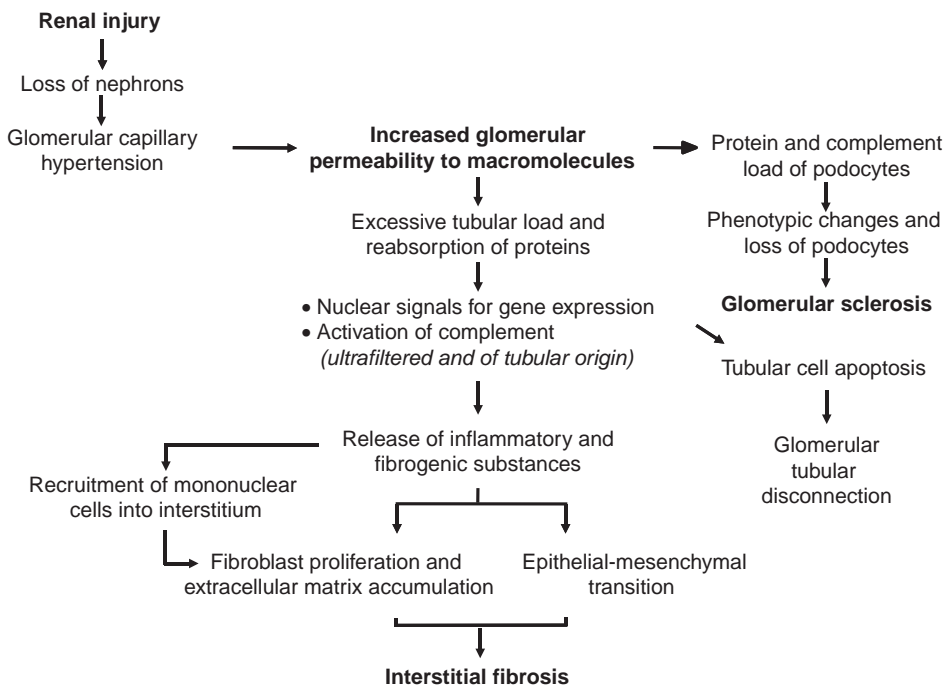 Renal injury
Loss of nephrons
Glomerular capillary
hypertension
Increased glomerular
permeability to macromolecules
Protein and complement
load of podocytes
Excessive tubular load and
reabsorption of proteins
Phenotypic changes and
loss of podocytes
• Nuclear signals for gene expression
• Activation of complement
(ultrafiltered and of tubular origin)
Glomerular sclerosis
Tubular cell apoptosis
Release of inflammatory and
fibrogenic substances
Glomerular
tubular
disconnection
Recruitment of mononuclear
cells into interstitium
Fibroblast proliferation and
extracellular matrix accumulation
Epithelial-mesenchymal
transition
Interstitial fibrosis